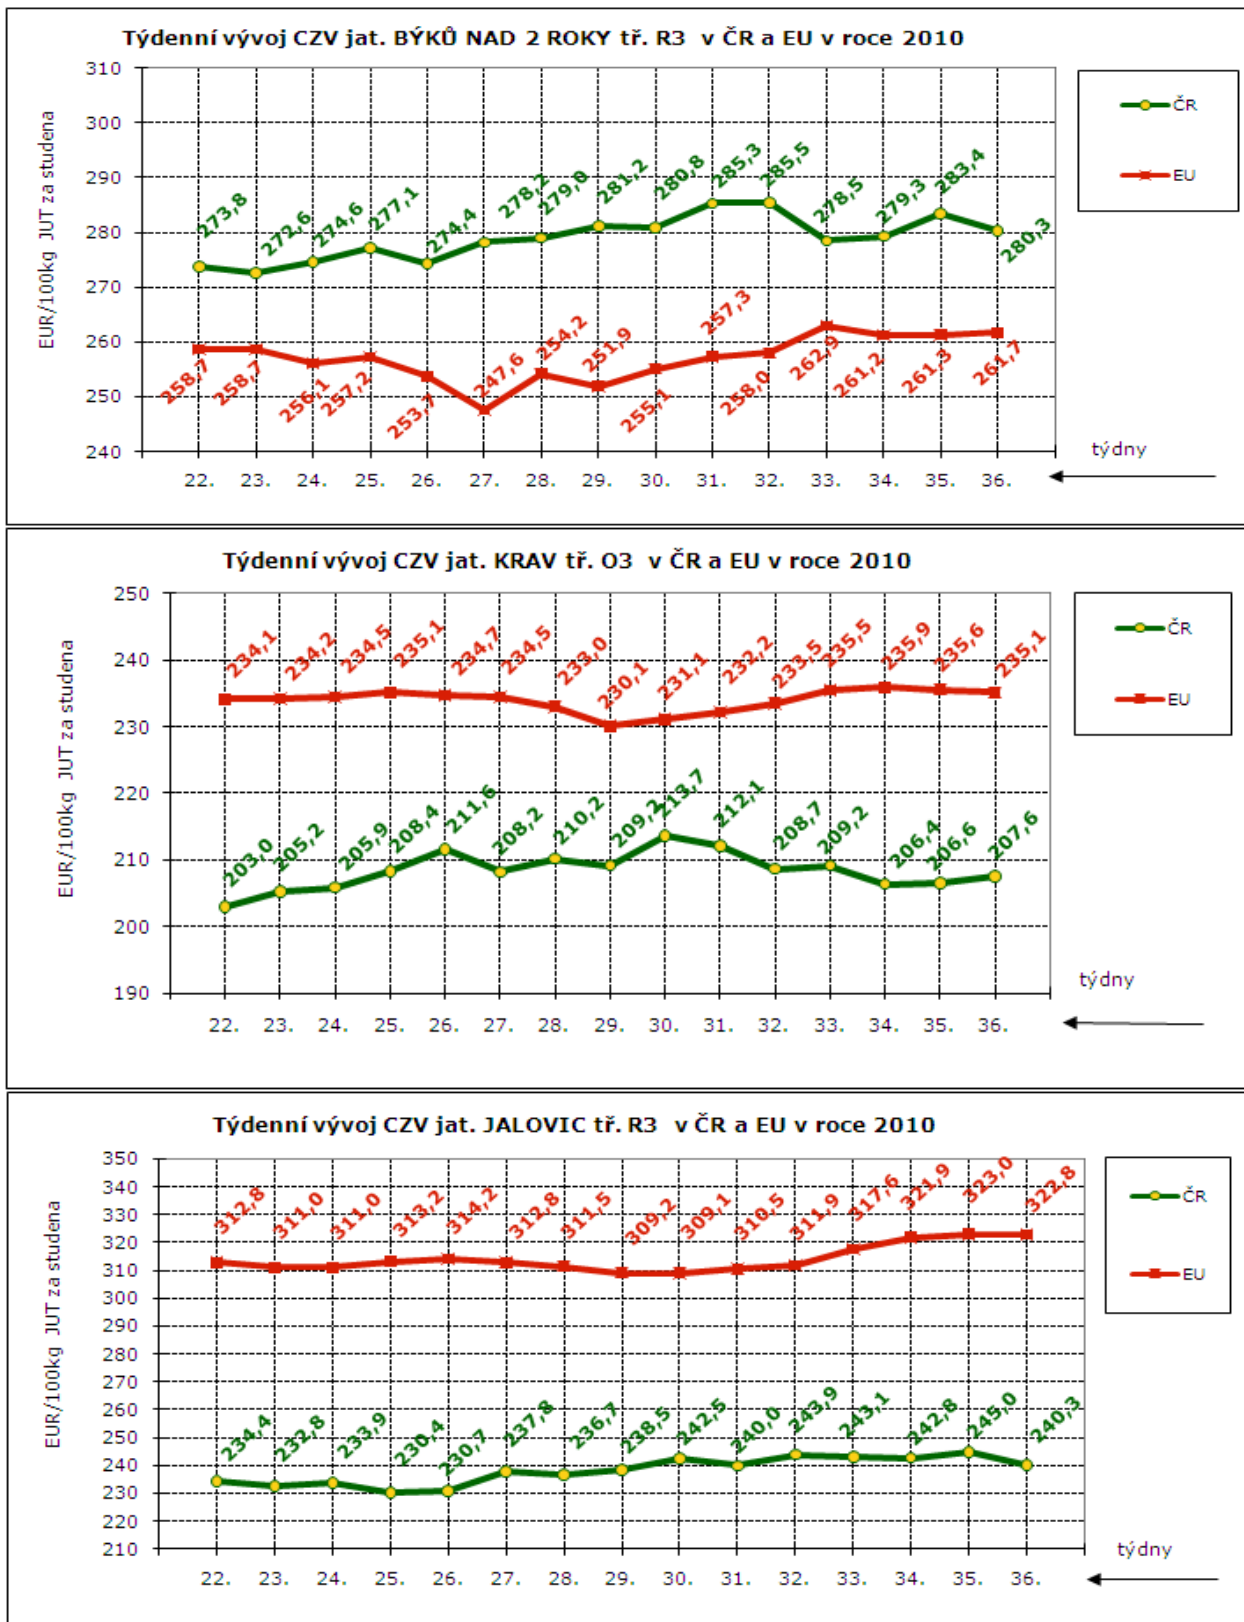 Týdenní vývoj CZV jat. BÝKŮ NAD 2 ROKY tř. R3 v ČR a EU v roce 2010
EUR/100kg JUT za studena
310
300
290
280
270
260
250
240
273,8 272,6 274,6 277,1 274,4 278,2 279,0 281,2 280,8 285,3 285,5 278,5 279,3 283,4 280,3
258,7 258,7 256,1 257,2 253,7 247,6 254,2 251,9 255,1 257,3 258,0 262,9 261,2 261,3 261,7
22. 23. 24. 25. 26. 27. 28. 29. 30. 31. 32. 33. 34. 35. 36.
týdny
ČR
EU
Týdenní vývoj CZV jat. KRAV tř. O3 v ČR a EU v roce 2010
EUR/100kg JUT za studena
250
240
230
220
210
200
190
234,1 234,2 234,5 235,1 234,7 234,5 233,0 230,1 231,1 232,2 233,5 235,5 235,9 235,6 235,1
203,0 205,2 205,9 208,4 211,6 208,2 210,2 209,2 213,7 212,1 208,7 209,2 206,4 206,6 207,6
22. 23. 24. 25. 26. 27. 28. 29. 30. 31. 32. 33. 34. 35. 36.
týdny
ČR
EU
Týdenní vývoj CZV jat. JALOVIC tř. R3 v ČR a EU v roce 2010
EUR/100kg JUT za studena
350
340
330
320
310
300
290
280
270
260
250
240
230
220
210
312,8 311,0 311,0 313,2 314,2 312,8 311,5 309,2 309,1 310,5 311,9 317,6 321,9 323,0 322,8
234,4 232,8 233,9 230,4 230,7 237,8 236,7 238,5 242,5 240,0 243,9 243,1 242,8 245,0 240,3
22. 23. 24. 25. 26. 27. 28. 29. 30. 31. 32. 33. 34. 35. 36.
týdny
ČR
EU